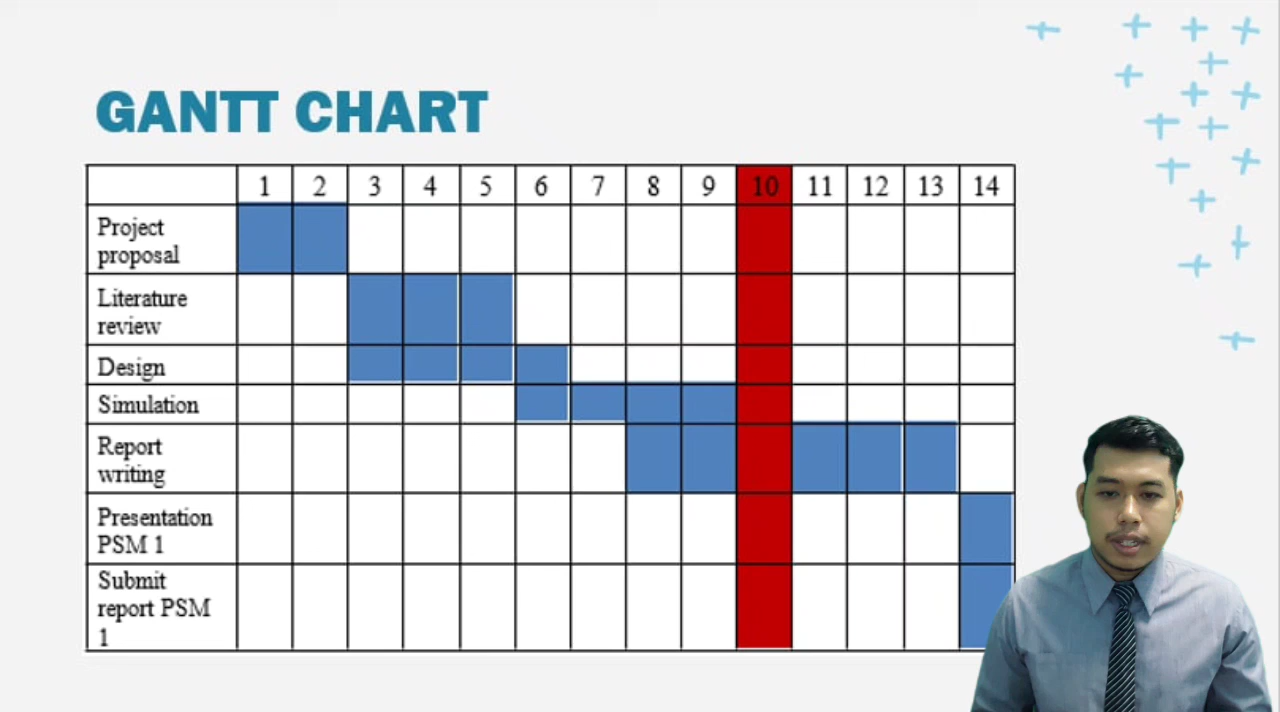 GANTT CHART
1 2 3 4 5 6 7 8 9 10 11 12 13 14
Project
proposal
Literature
review
Design
Simulation
Report
writing
Presentation
PSM 1
Submit
report PSM
1